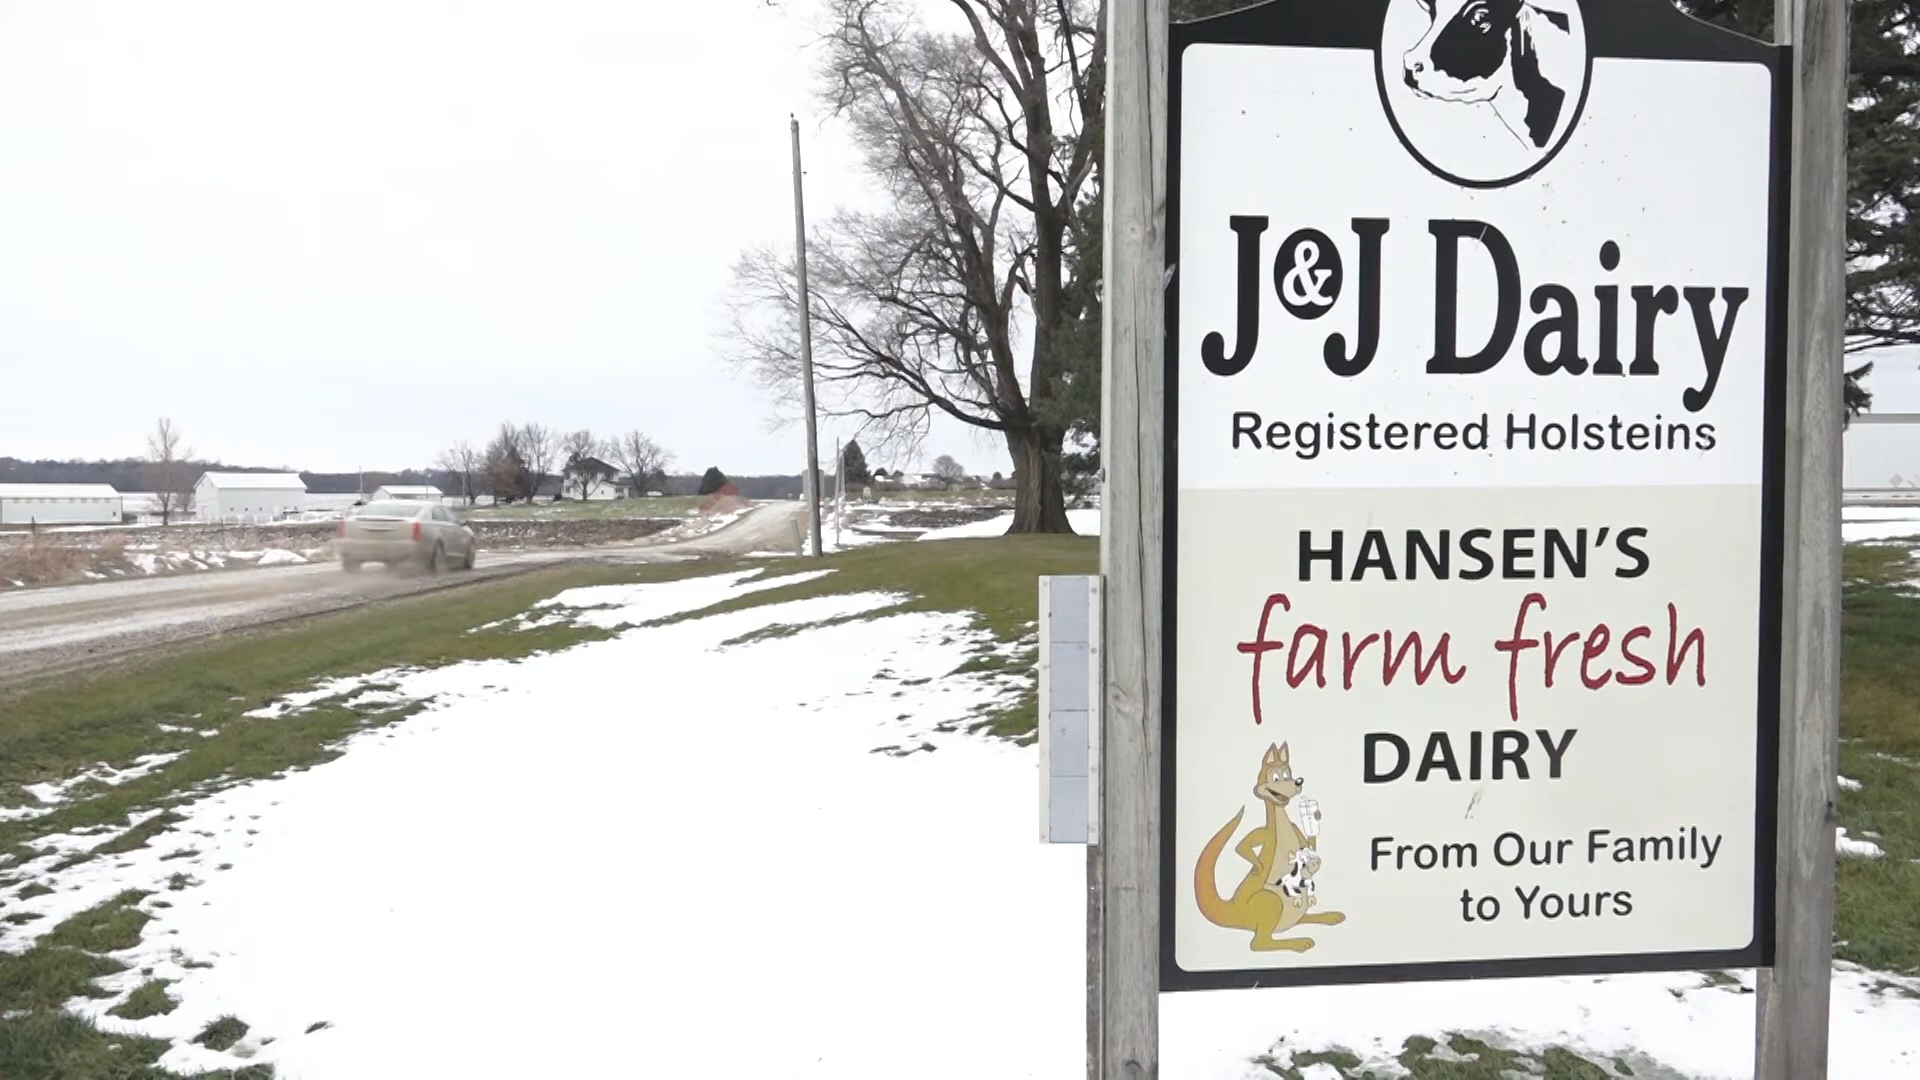 J&J Dairy
Registered Holsteins
HANSEN'S
farm fresh
DAIRY
From Our Family
to Yours